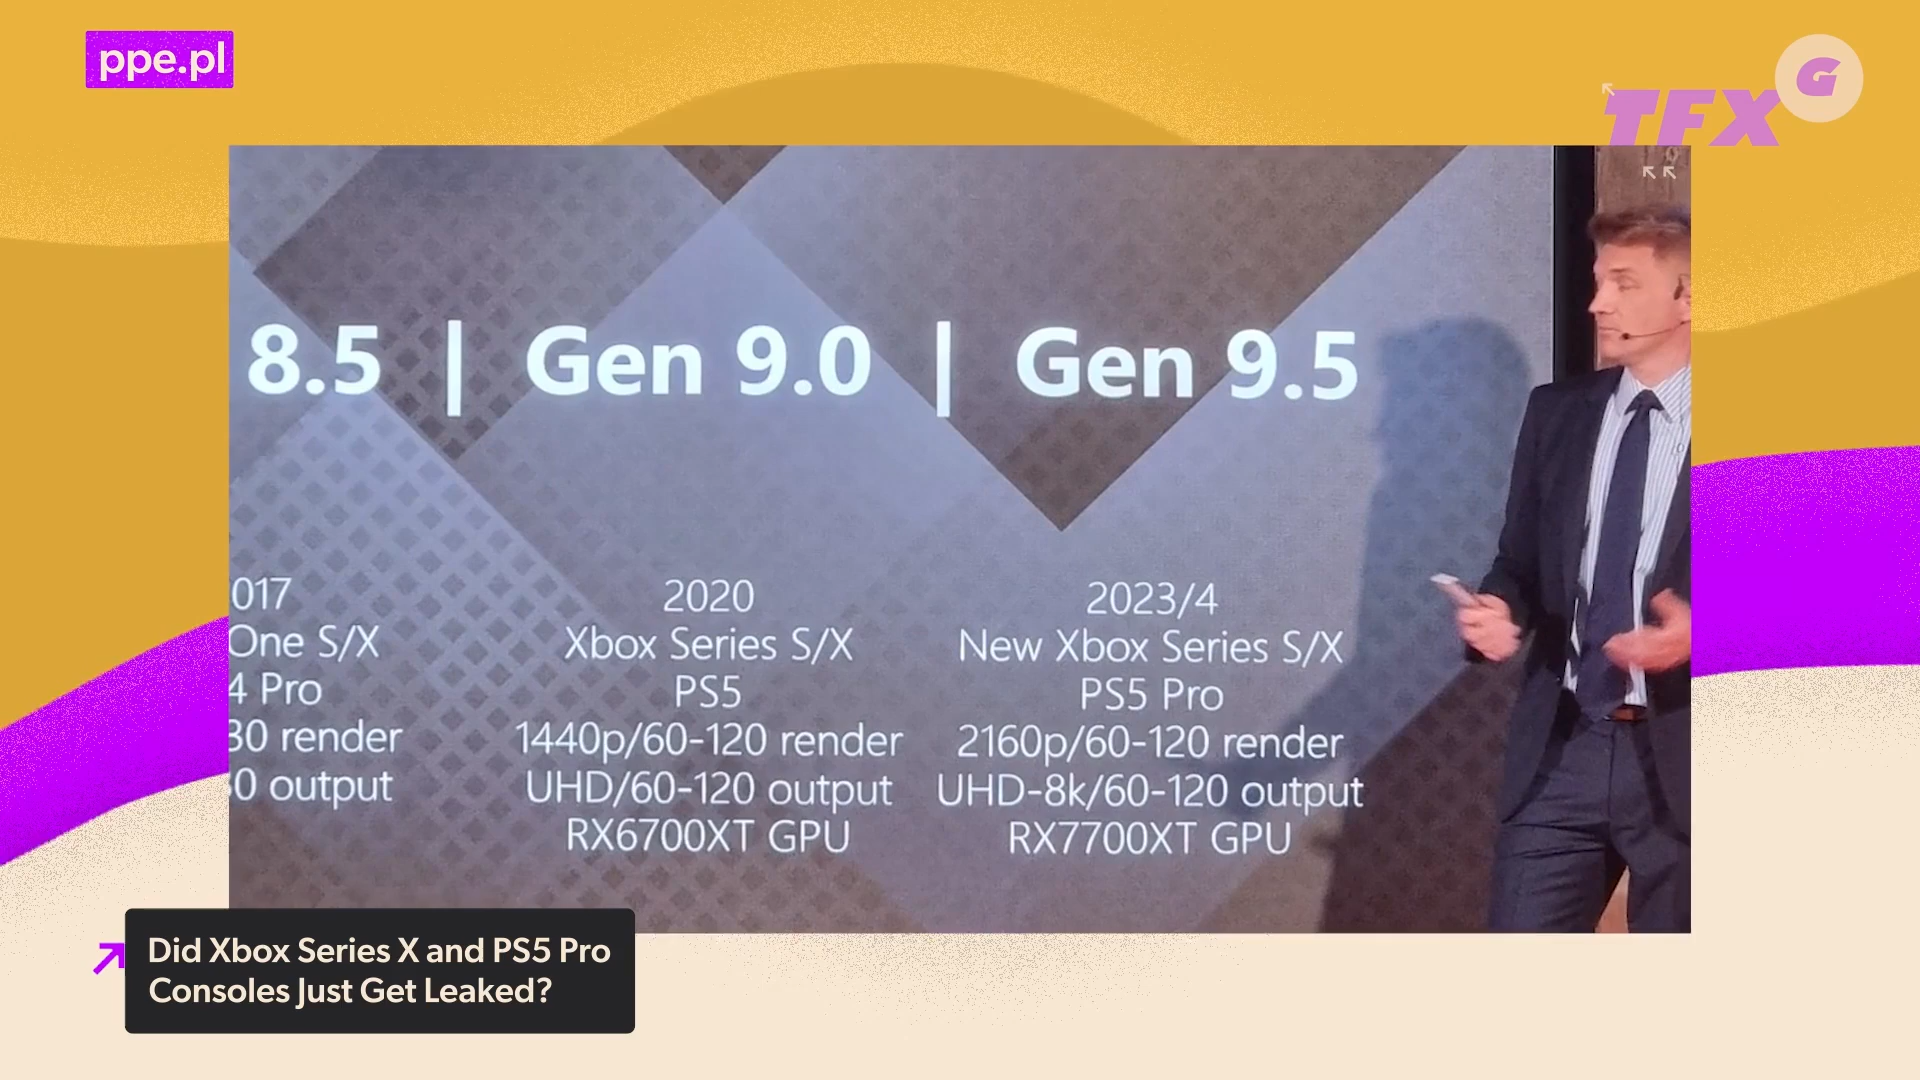 ppe.pl
TFX
G
8.5 | Gen 9.0 | Gen 9.5
017
One S/X
4 Pro
30 render
0 output
2020
Xbox Series S/X
PS5
1440p/60-120 render
UHD/60-120 output
RX6700XT GPU
2023/4
New Xbox Series S/X
PS5 Pro
2160p/60-120 render
UHD-8k/60-120 output
RX7700XT GPU
Did Xbox Series X and PS5 Pro
Consoles Just Get Leaked?